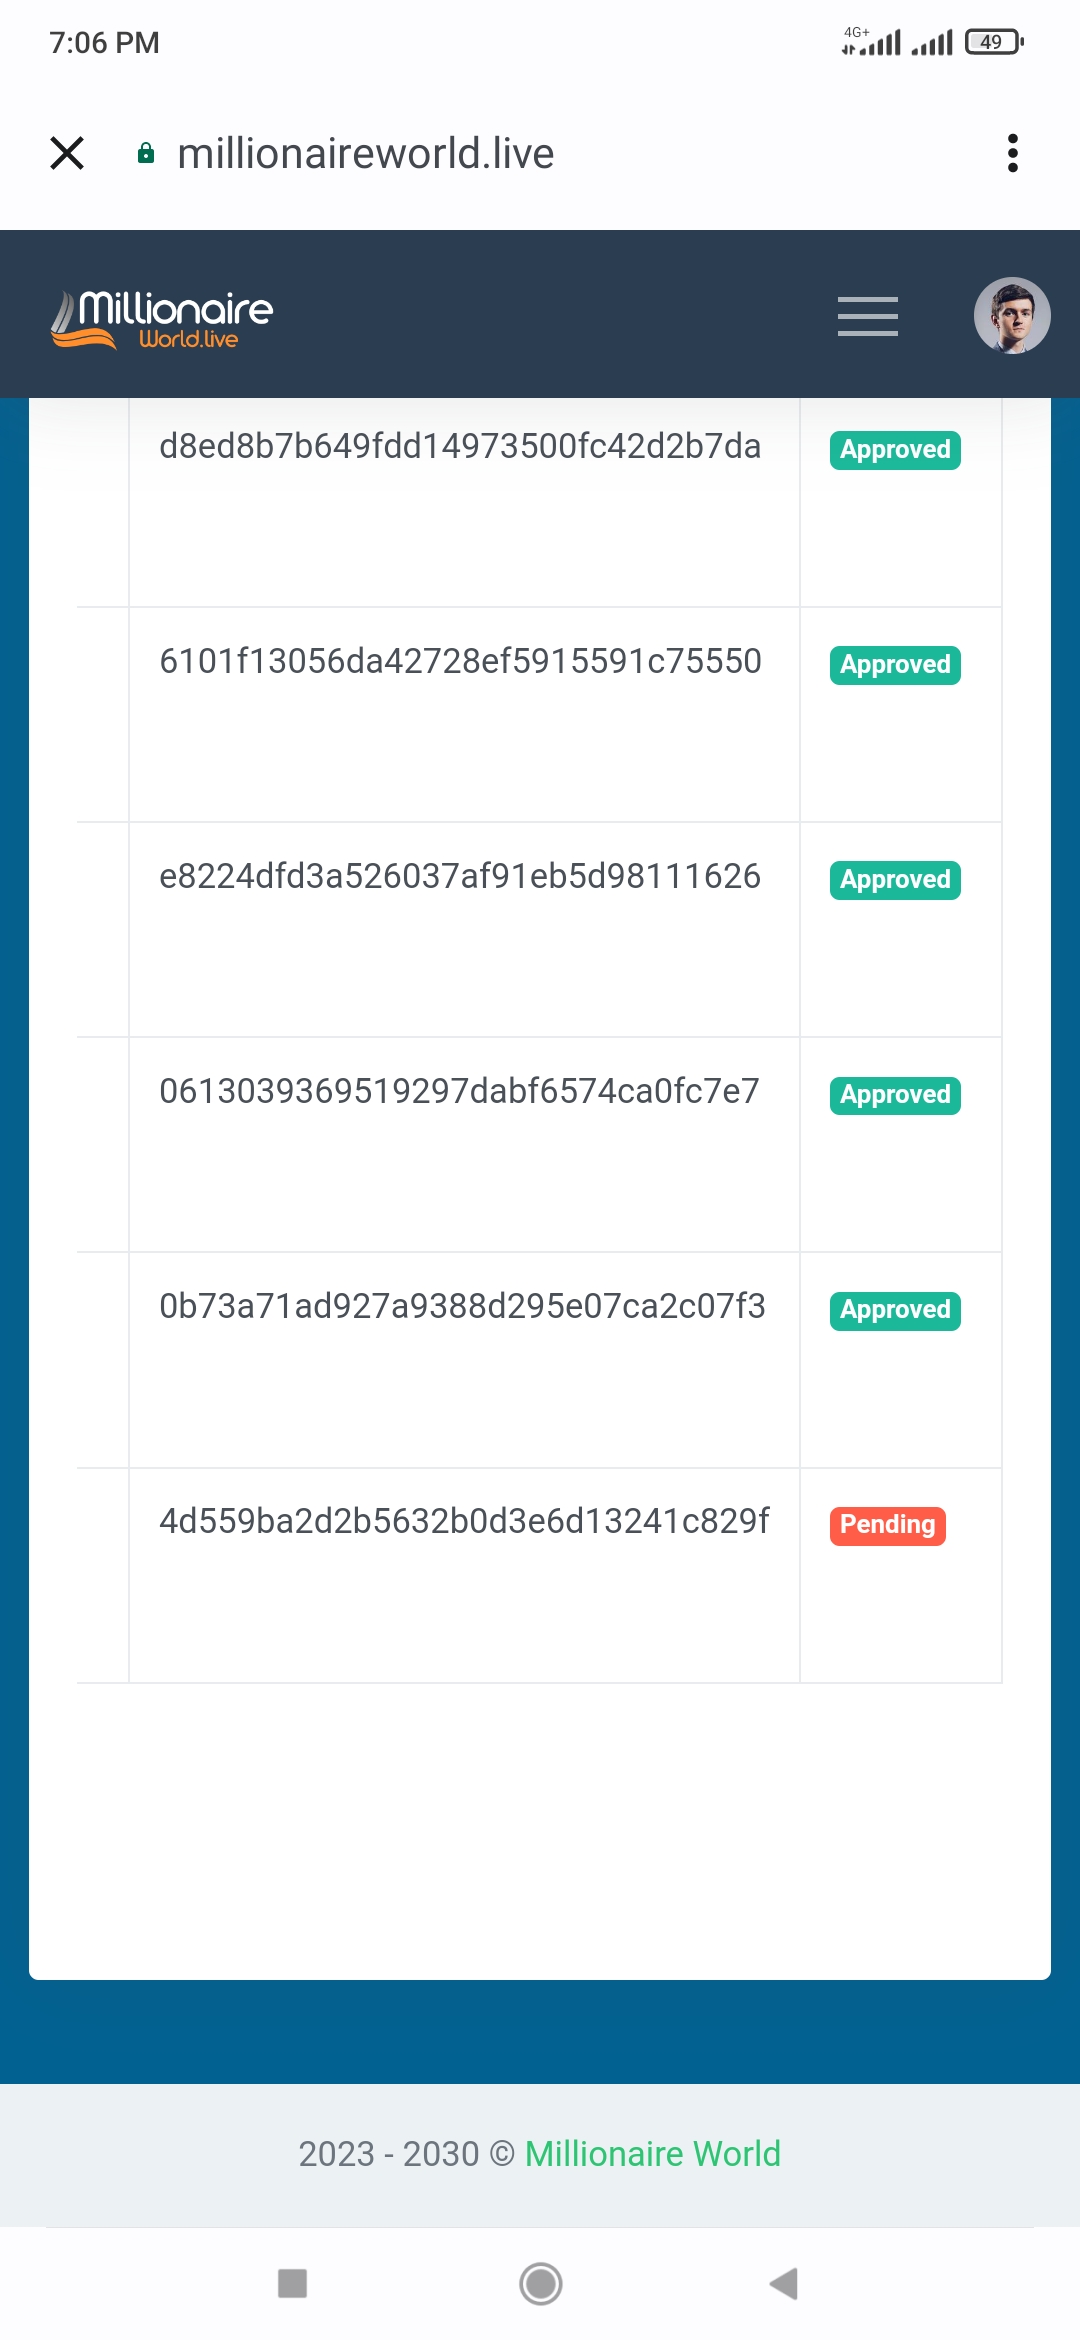 7:06 PM
4G+
49
millionaireworld.live
Millionaire
World.live
d8ed8b7b649fdd14973500fc42d2b7da Approved
6101f13056da42728ef5915591c75550 Approved
e8224dfd3a526037af91eb5d98111626 Approved
0613039369519297dabf6574ca0fc7e7 Approved
0b73a71ad927a9388d295e07ca2c07f3 Approved
4d559ba2d2b5632b0d3e6d13241c829f Pending
2023 - 2030 © Millionaire World